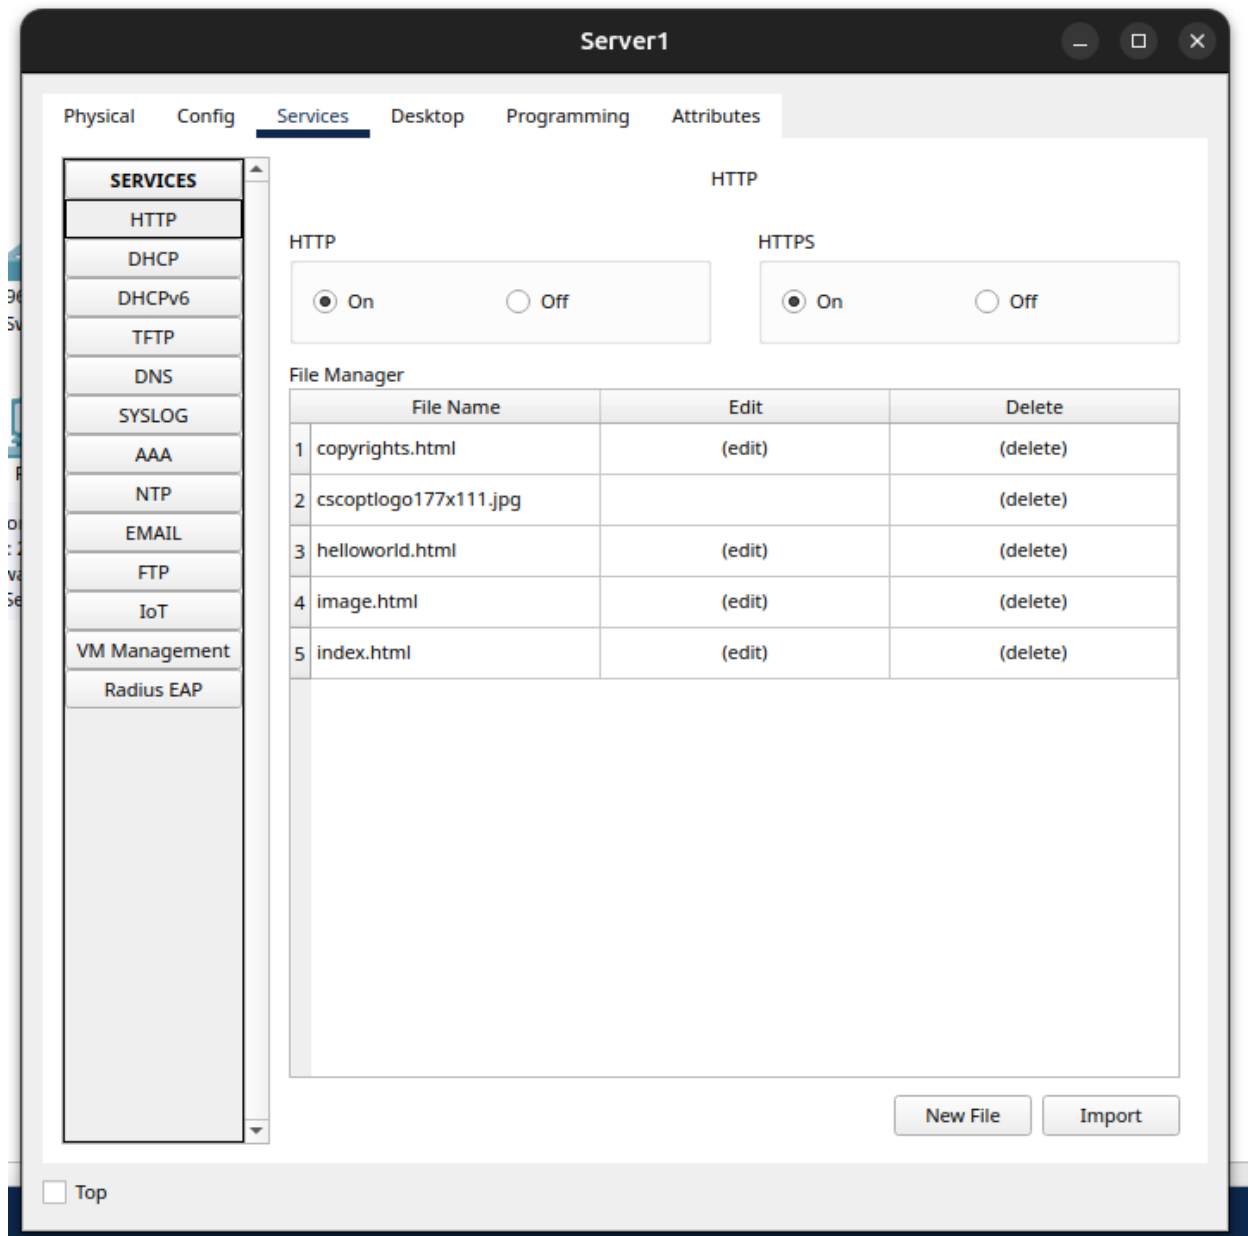 Server1
Physical Config Services Desktop Programming Attributes
SERVICES
HTTP
DHCP
DHCPv6
TFTP
DNS
SYSLOG
AAA
NTP
EMAIL
FTP
IoT
VM Management
Radius EAP
HTTP
HTTP HTTPS
On Off On Off
File Manager
File Name Edit Delete
1 copyrights.html (edit) (delete)
2 cscoptlogo177x111.jpg (delete)
3 helloworld.html (edit) (delete)
4 image.html (edit) (delete)
5 index.html (edit) (delete)
New File Import
Top